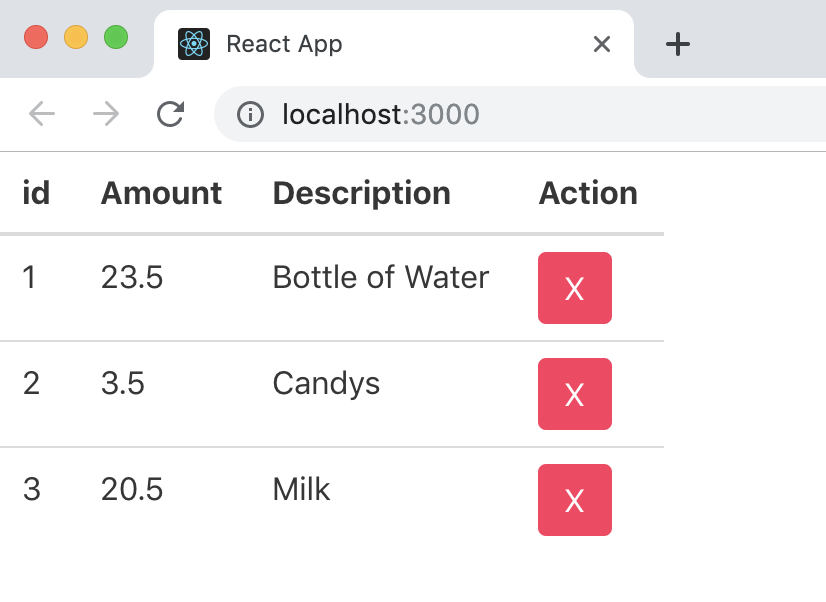 React App
localhost:3000
id Amount Description Action
1 23.5 Bottle of Water X
2 3.5 Candys X
3 20.5 Milk X